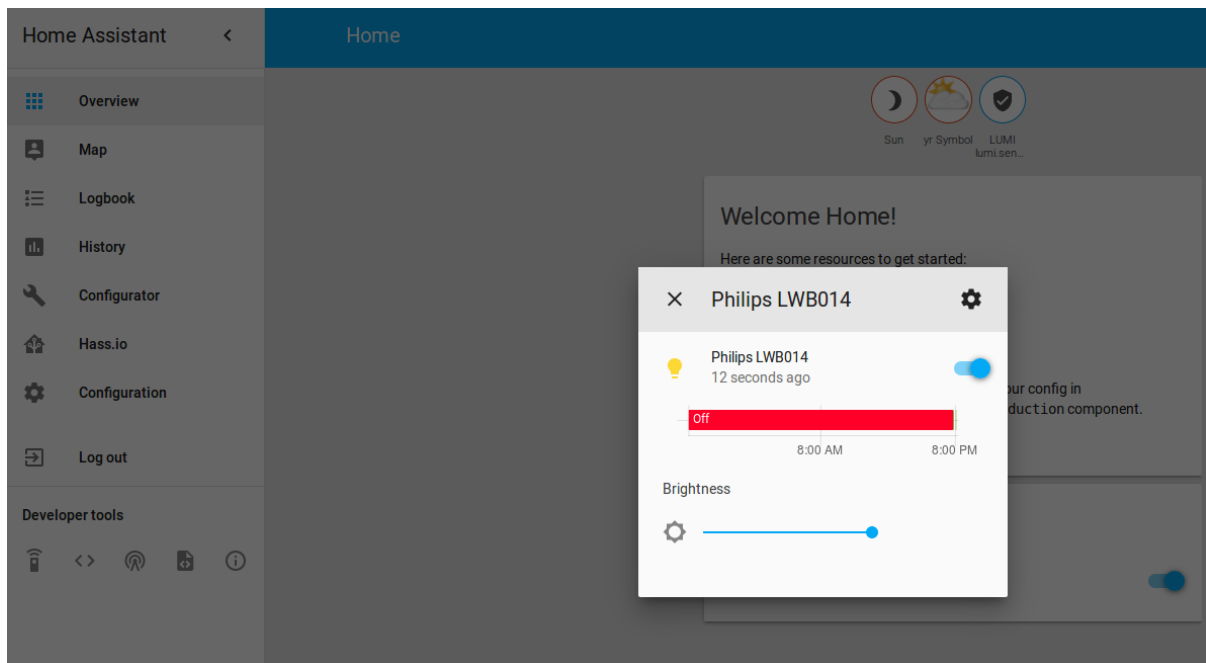 Home Assistant
Home
Overview
Map
Logbook
History
Configurator
Hass.io
Configuration
Log out
Developer tools
Sun
yr Symbol
LUMI
lumi.sen...
Welcome Home!
Here are some resources to get started:
our config in
duction component.
Philips LWB014
Philips LWB014
12 seconds ago
Off
8:00 AM
8:00 PM
Brightness